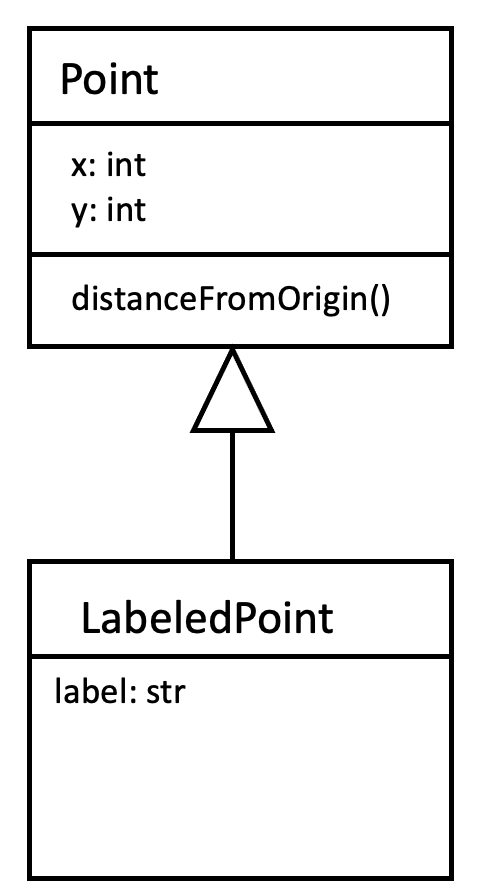 Point
x: int
y: int
distanceFromOrigin()
LabeledPoint
label: str